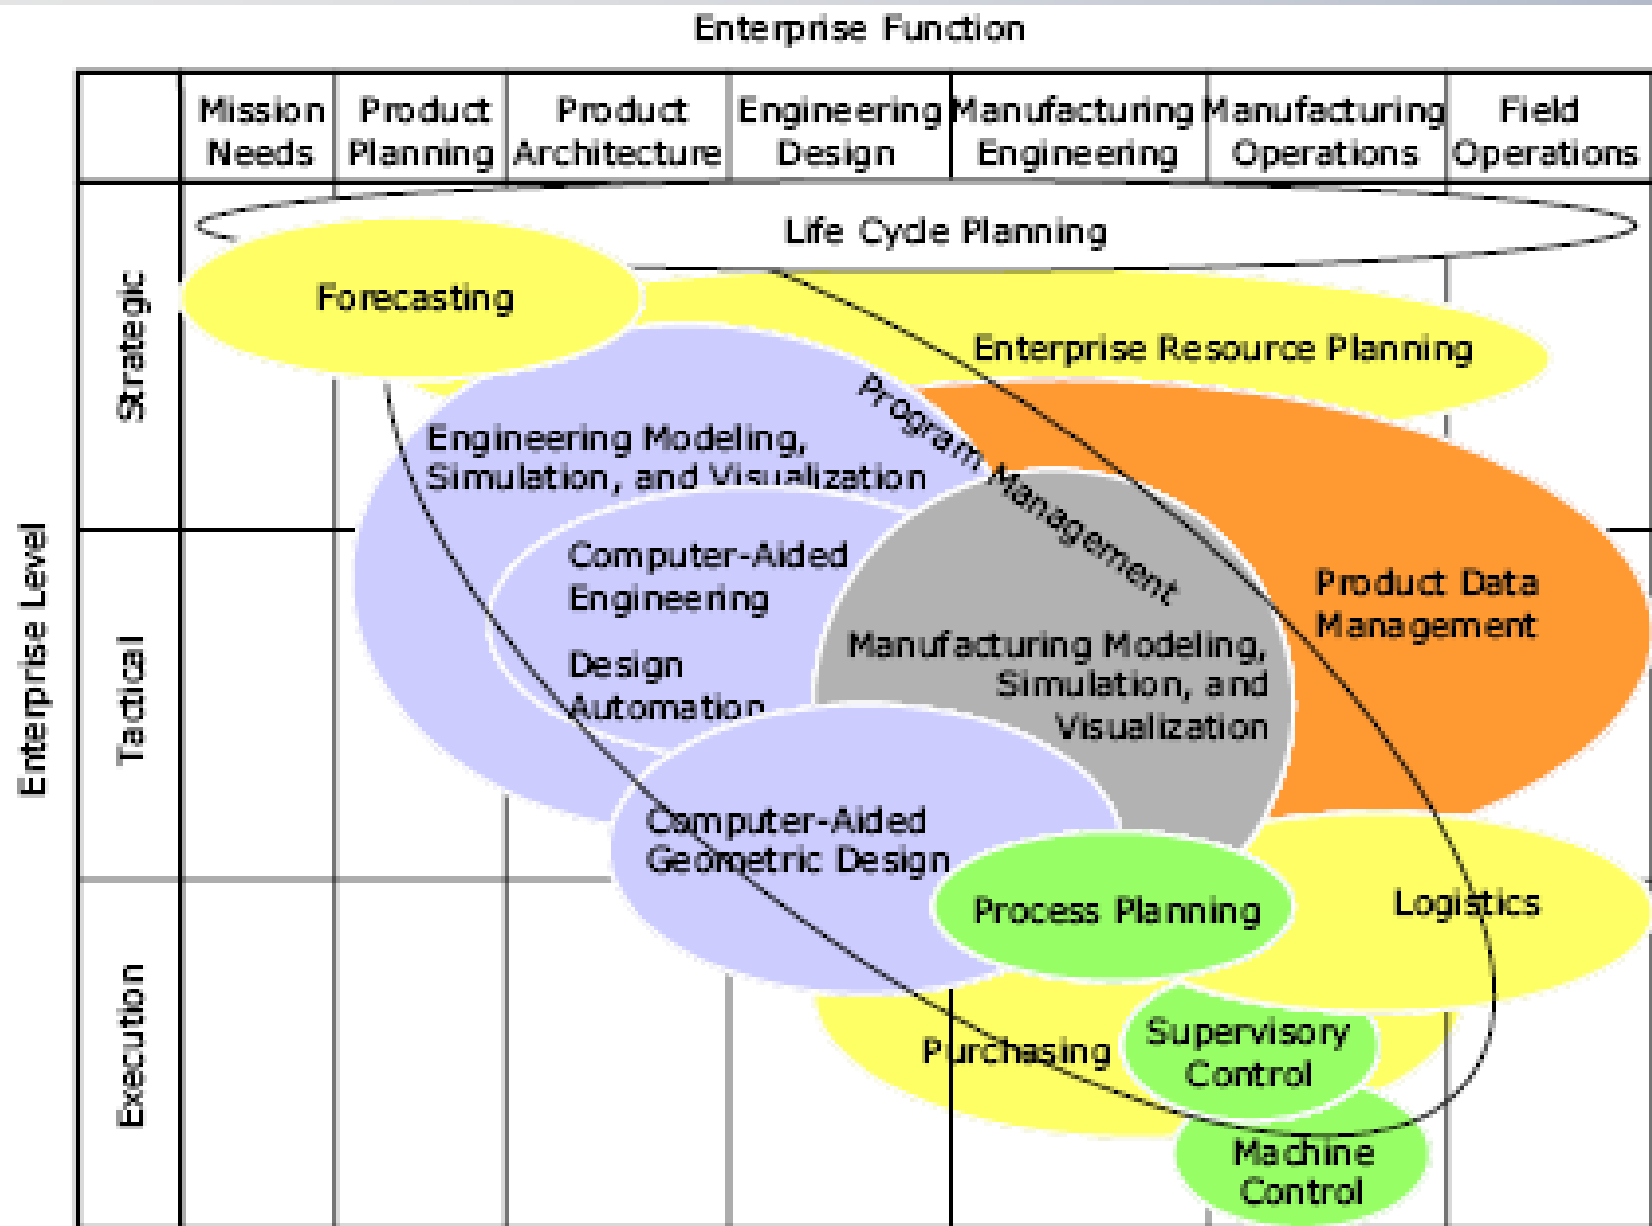 Enterprise Function
Mission Needs
Product Planning
Product Architecture
Engineering Design
Manufacturing Engineering
Manufacturing Operations
Field Operations
Enterprise Level
Strategic
Tactical
Execution
Life Cycle Planning
Forecasting
Enterprise Resource Planning
Program Management
Engineering Modeling,
Simulation, and Visualization
Computer-Aided
Engineering
Design
Automation
Product Data
Management
Manufacturing Modeling,
Simulation, and
Visualization
Computer-Aided
Geometric Design
Process Planning
Logistics
Purchasing
Supervisory
Control
Machine
Control